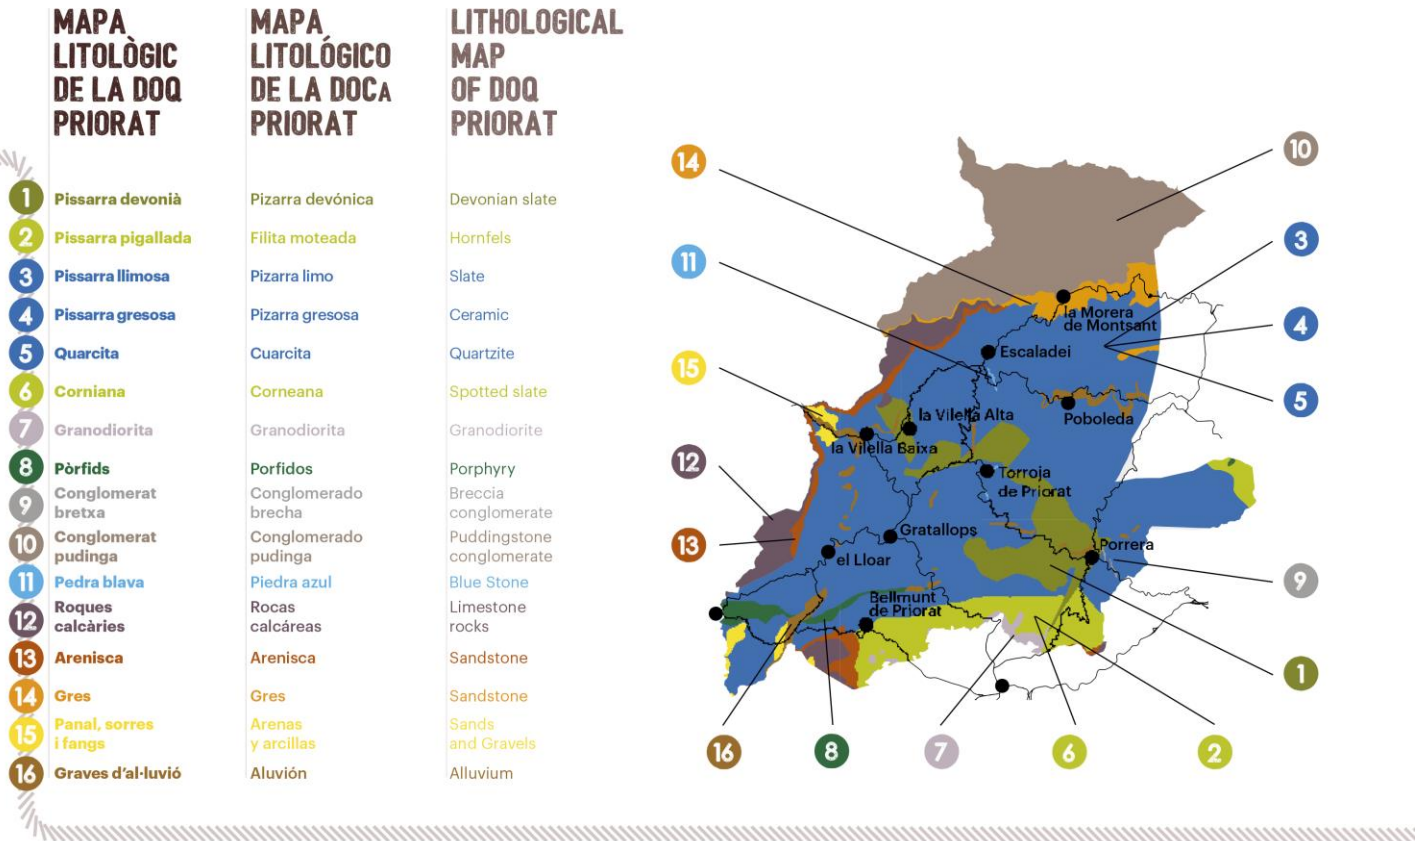 MAPA
LITOLÒGIC
DE LA DOQ
PRIORAT
MAPA
LITOLÓGICO
DE LA DOCA
PRIORAT
LITHOLOGICAL
MAP
OF DOQ
PRIORAT
1 Pissarra devonià Pizarra devónica Devonian slate
2 Pissarra pigallada Filita moteada Hornfels
3 Pissarra llimosa Pizarra limo Slate
4 Pissarra gresosa Pizarra gresosa Ceramic
5 Quarcita Cuarcita Quartzite
6 Corniana Corneana Spotted slate
7 Granodiorita Granodiorita Granodiorite
8 Pòrfids Porfidos Porphyry
9 Conglomerat Conglomerado Breccia
bretxa brecha conglomerate
10 Conglomerat Conglomerado Puddingstone
pudinga pudinga conglomerate
11 Pedra blava Piedra azul Blue Stone
12 Roques Rocas Limestone
calcàries calcáreas rocks
13 Arenisca Arenisca Sandstone
14 Gres Gres Sandstone
15 Panal, sorres Arenas Sands
i fangs y arcillas and Gravels
16 Graves d'al·luvió Aluvión Alluvium
10
14
3
11
la Morera
de Montsant
4
Escaladei
15
5
la Vilella Alta
Poboleda
la Vilella Baixa
12
Torroja
de Priorat
Gratallops
13
Porrera
el Lloar
9
Bellmunt
de Priorat
1
16
8
7
6
2